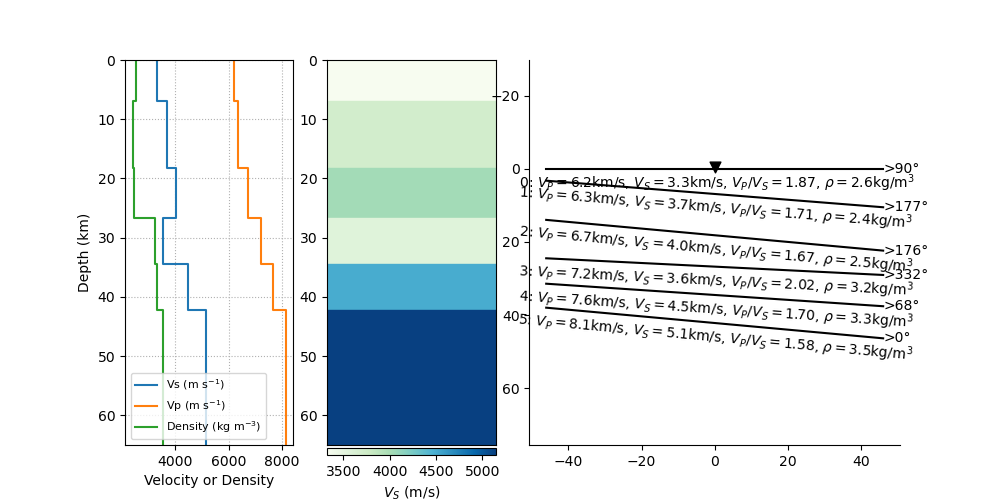 0
10
20
30
40
50
60
Depth (km)
4000 6000 8000
Velocity or Density
Vs (m s⁻¹)
Vp (m s⁻¹)
Density (kg m⁻³)
0
10
20
30
40
50
60
3500 4000 4500 5000
V_S (m/s)
−20
0
20
40
60
−40 −20 0 20 40
>90°
0: V_P = 6.2km/s, V_S = 3.3km/s, V_P/V_S = 1.87, ρ = 2.6kg/m³
>177°
1: V_P = 6.3km/s, V_S = 3.7km/s, V_P/V_S = 1.71, ρ = 2.4kg/m³
>176°
2: V_P = 6.7km/s, V_S = 4.0km/s, V_P/V_S = 1.67, ρ = 2.5kg/m³
>332°
3: V_P = 7.2km/s, V_S = 3.6km/s, V_P/V_S = 2.02, ρ = 3.2kg/m³
>68°
4: V_P = 7.6km/s, V_S = 4.5km/s, V_P/V_S = 1.70, ρ = 3.3kg/m³
>0°
5: V_P = 8.1km/s, V_S = 5.1km/s, V_P/V_S = 1.58, ρ = 3.5kg/m³